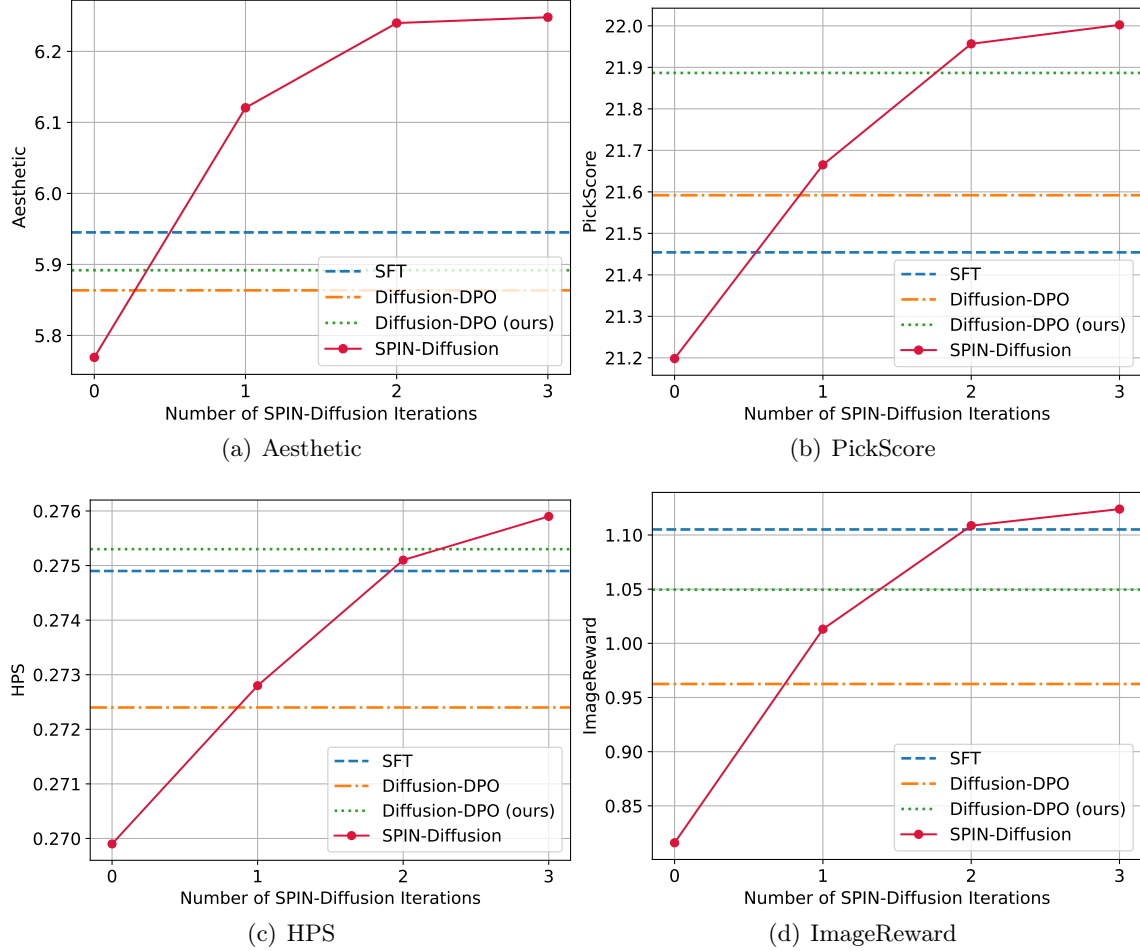 6.2
6.1
6.0
5.9
5.8
Aesthetic
SFT
Diffusion-DPO
Diffusion-DPO (ours)
SPIN-Diffusion
0 1 2 3
Number of SPIN-Diffusion Iterations
(a) Aesthetic
22.0
21.9
21.8
21.7
21.6
21.5
21.4
21.3
21.2
PickScore
SFT
Diffusion-DPO
Diffusion-DPO (ours)
SPIN-Diffusion
0 1 2 3
Number of SPIN-Diffusion Iterations
(b) PickScore
0.276
0.275
0.274
0.273
0.272
0.271
0.270
HPS
SFT
Diffusion-DPO
Diffusion-DPO (ours)
SPIN-Diffusion
0 1 2 3
Number of SPIN-Diffusion Iterations
(c) HPS
1.10
1.05
1.00
0.95
0.90
0.85
ImageReward
SFT
Diffusion-DPO
Diffusion-DPO (ours)
SPIN-Diffusion
0 1 2 3
Number of SPIN-Diffusion Iterations
(d) ImageReward